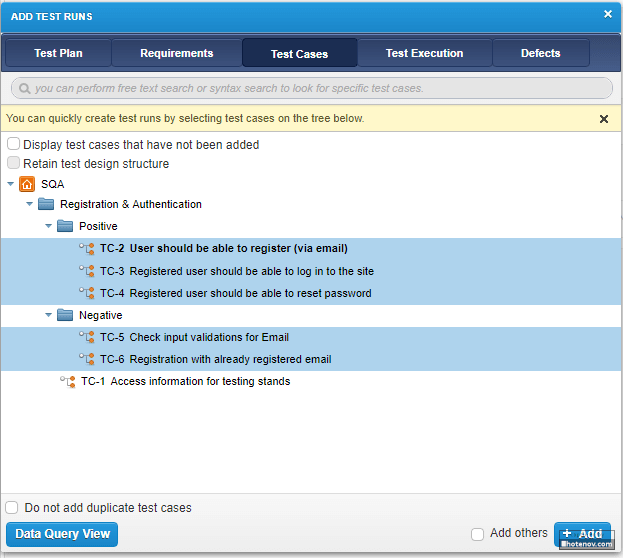 ADD TEST RUNS
Test Plan Requirements Test Cases Test Execution Defects
you can perform free text search or syntax search to look for specific test cases.
You can quickly create test runs by selecting test cases on the tree below.
Display test cases that have not been added
Retain test design structure
SQA
Registration & Authentication
Positive
TC-2 User should be able to register (via email)
TC-3 Registered user should be able to log in to the site
TC-4 Registered user should be able to reset password
Negative
TC-5 Check input validations for Email
TC-6 Registration with already registered email
TC-1 Access information for testing stands
Do not add duplicate test cases
Data Query View Add others + Add
hotenov.com